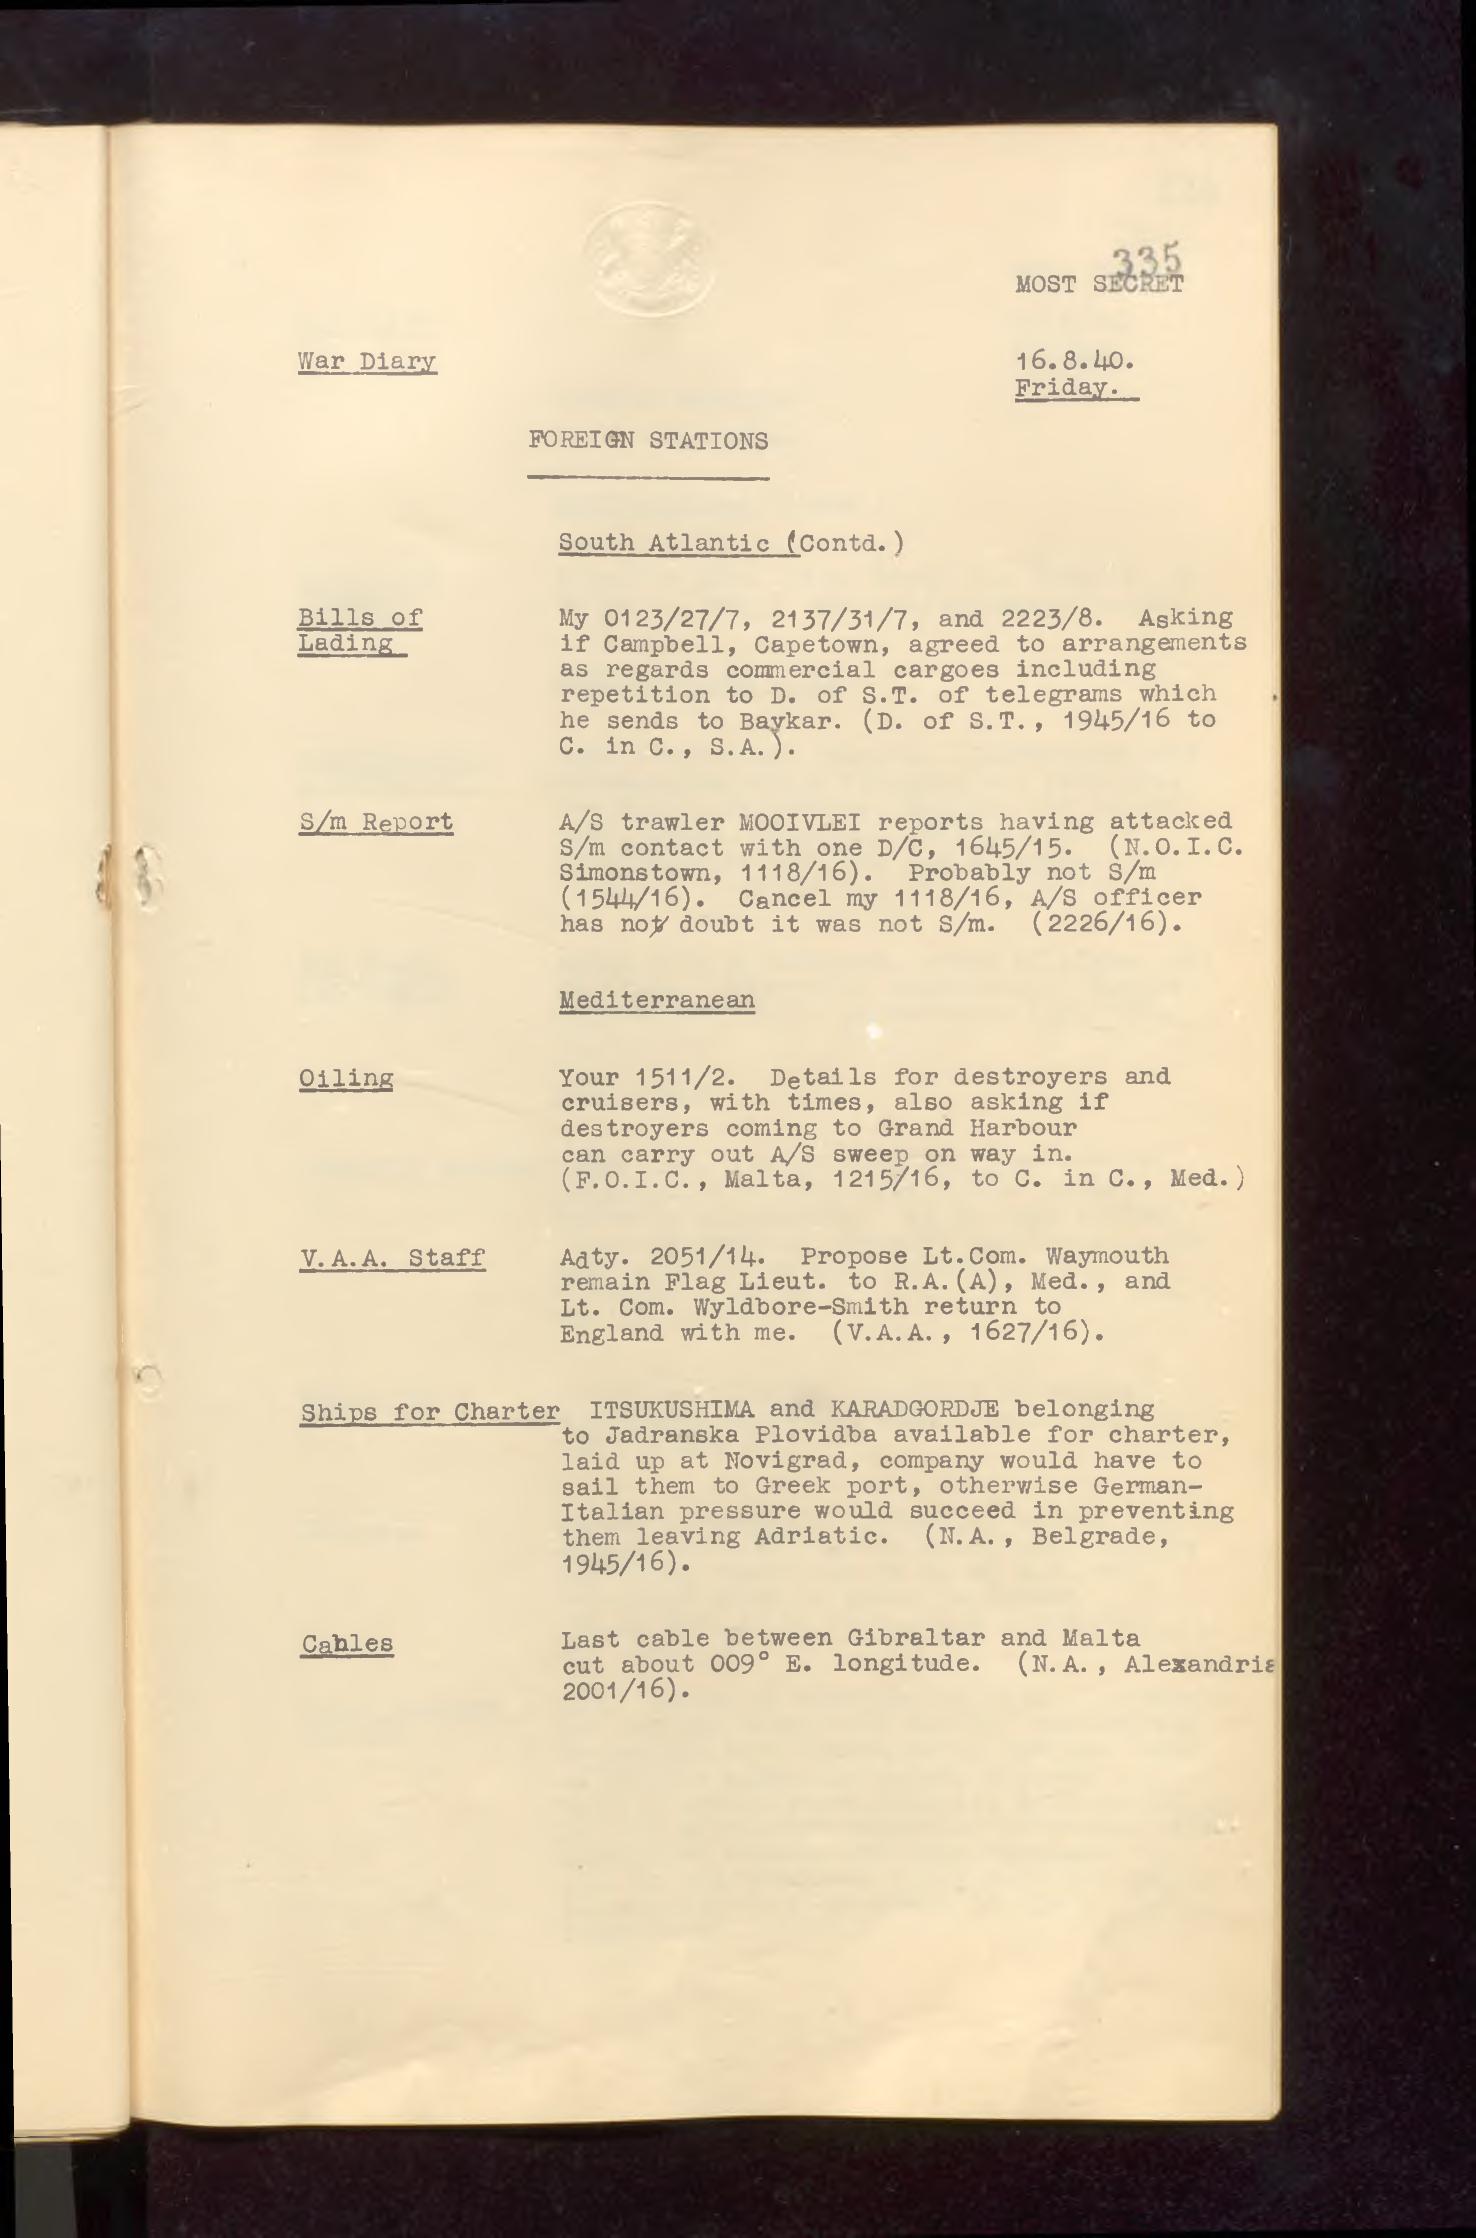 335
MOST SECRET
War Diary
16.8.40.
Friday.
FOREIGN STATIONS
South Atlantic (Contd.)
Bills of Lading
My 0123/27/7, 2137/31/7, and 2223/8. Asking
if Campbell, Capetown, agreed to arrangements
as regards commercial cargoes including
repetition to D. of S.T. of telegrams which
he sends to Baykar. (D. of S.T., 1945/16 to
C. in C., S.A.).
S/m Report
A/S trawler MOOIVLEI reports having attacked
S/m contact with one D/C, 1645/15. (N.O.I.C.
Simonstown, 1118/16). Probably not S/m
(1544/16). Cancel my 1118/16, A/S officer
has no doubt it was not S/m. (2226/16).
Mediterranean
Oiling
Your 1511/2. Details for destroyers and
cruisers, with times, also asking if
destroyers coming to Grand Harbour
can carry out A/S sweep on way in.
(F.O.I.C., Malta, 1215/16, to C. in C., Med.)
V.A.A. Staff
Adty. 2051/14. Propose Lt.Com. Waymouth
remain Flag Lieut. to R.A.(A), Med., and
Lt. Com. Wyldbore-Smith return to
England with me. (V.A.A., 1627/16).
Ships for Charter
ITSUKUSHIMA and KARADGORDJE belonging
to Jadranska Plovidba available for charter,
laid up at Novigrad, company would have to
sail them to Greek port, otherwise German-
Italian pressure would succeed in preventing
them leaving Adriatic. (N.A., Belgrade,
1945/16).
Cables
Last cable between Gibraltar and Malta
cut about 009° E. longitude. (N.A., Alexandria
2001/16).